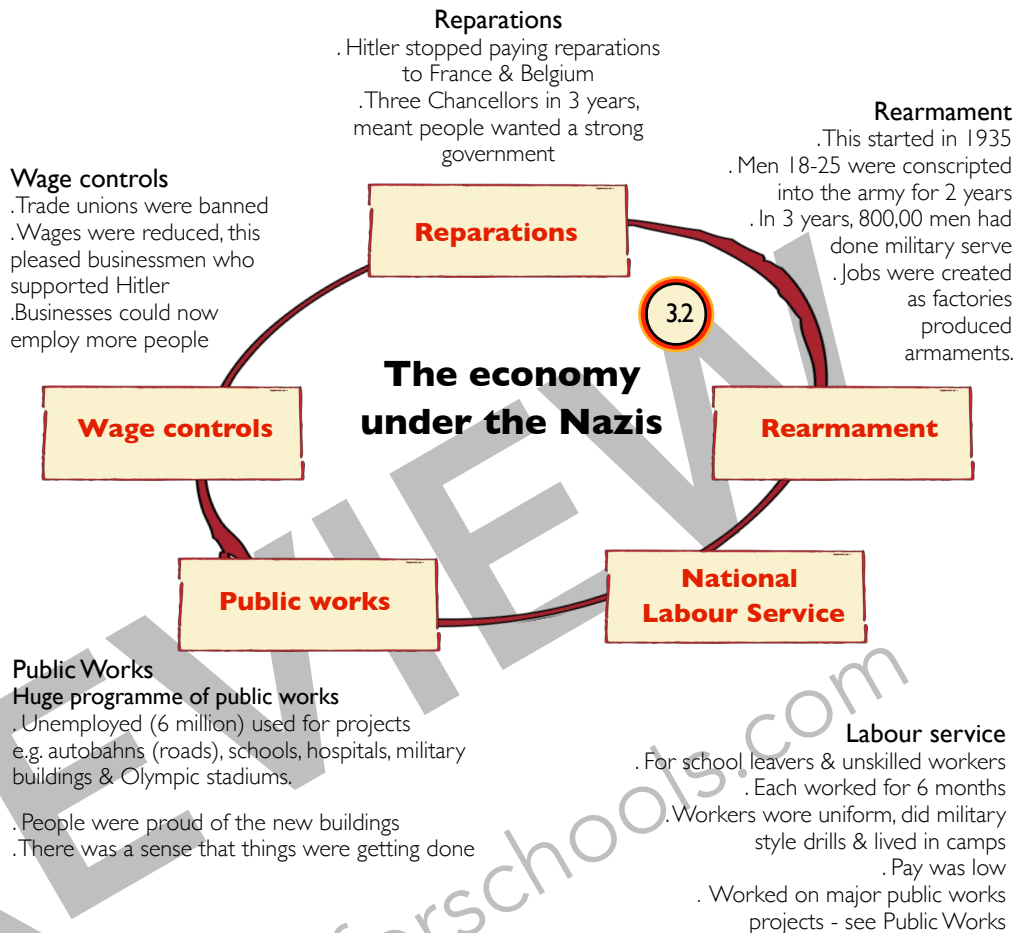 Reparations
. Hitler stopped paying reparations
to France & Belgium
. Three Chancellors in 3 years,
meant people wanted a strong
government
Rearmament
. This started in 1935
. Men 18-25 were conscripted
into the army for 2 years
. In 3 years, 800,00 men had
done military serve
. Jobs were created
as factories
produced
armaments.
Wage controls
. Trade unions were banned
. Wages were reduced, this
pleased businessmen who
supported Hitler
. Businesses could now
employ more people
Reparations
3.2
The economy
under the Nazis
Wage controls
Rearmament
Public works
National
Labour Service
Public Works
Huge programme of public works
. Unemployed (6 million) used for projects
e.g. autobahns (roads), schools, hospitals, military
buildings & Olympic stadiums.
. People were proud of the new buildings
. There was a sense that things were getting done
Labour service
. For school leavers & unskilled workers
. Each worked for 6 months
. Workers wore uniform, did military
style drills & lived in camps
. Pay was low
. Worked on major public works
projects - see Public Works
EVIEW
forschools.com